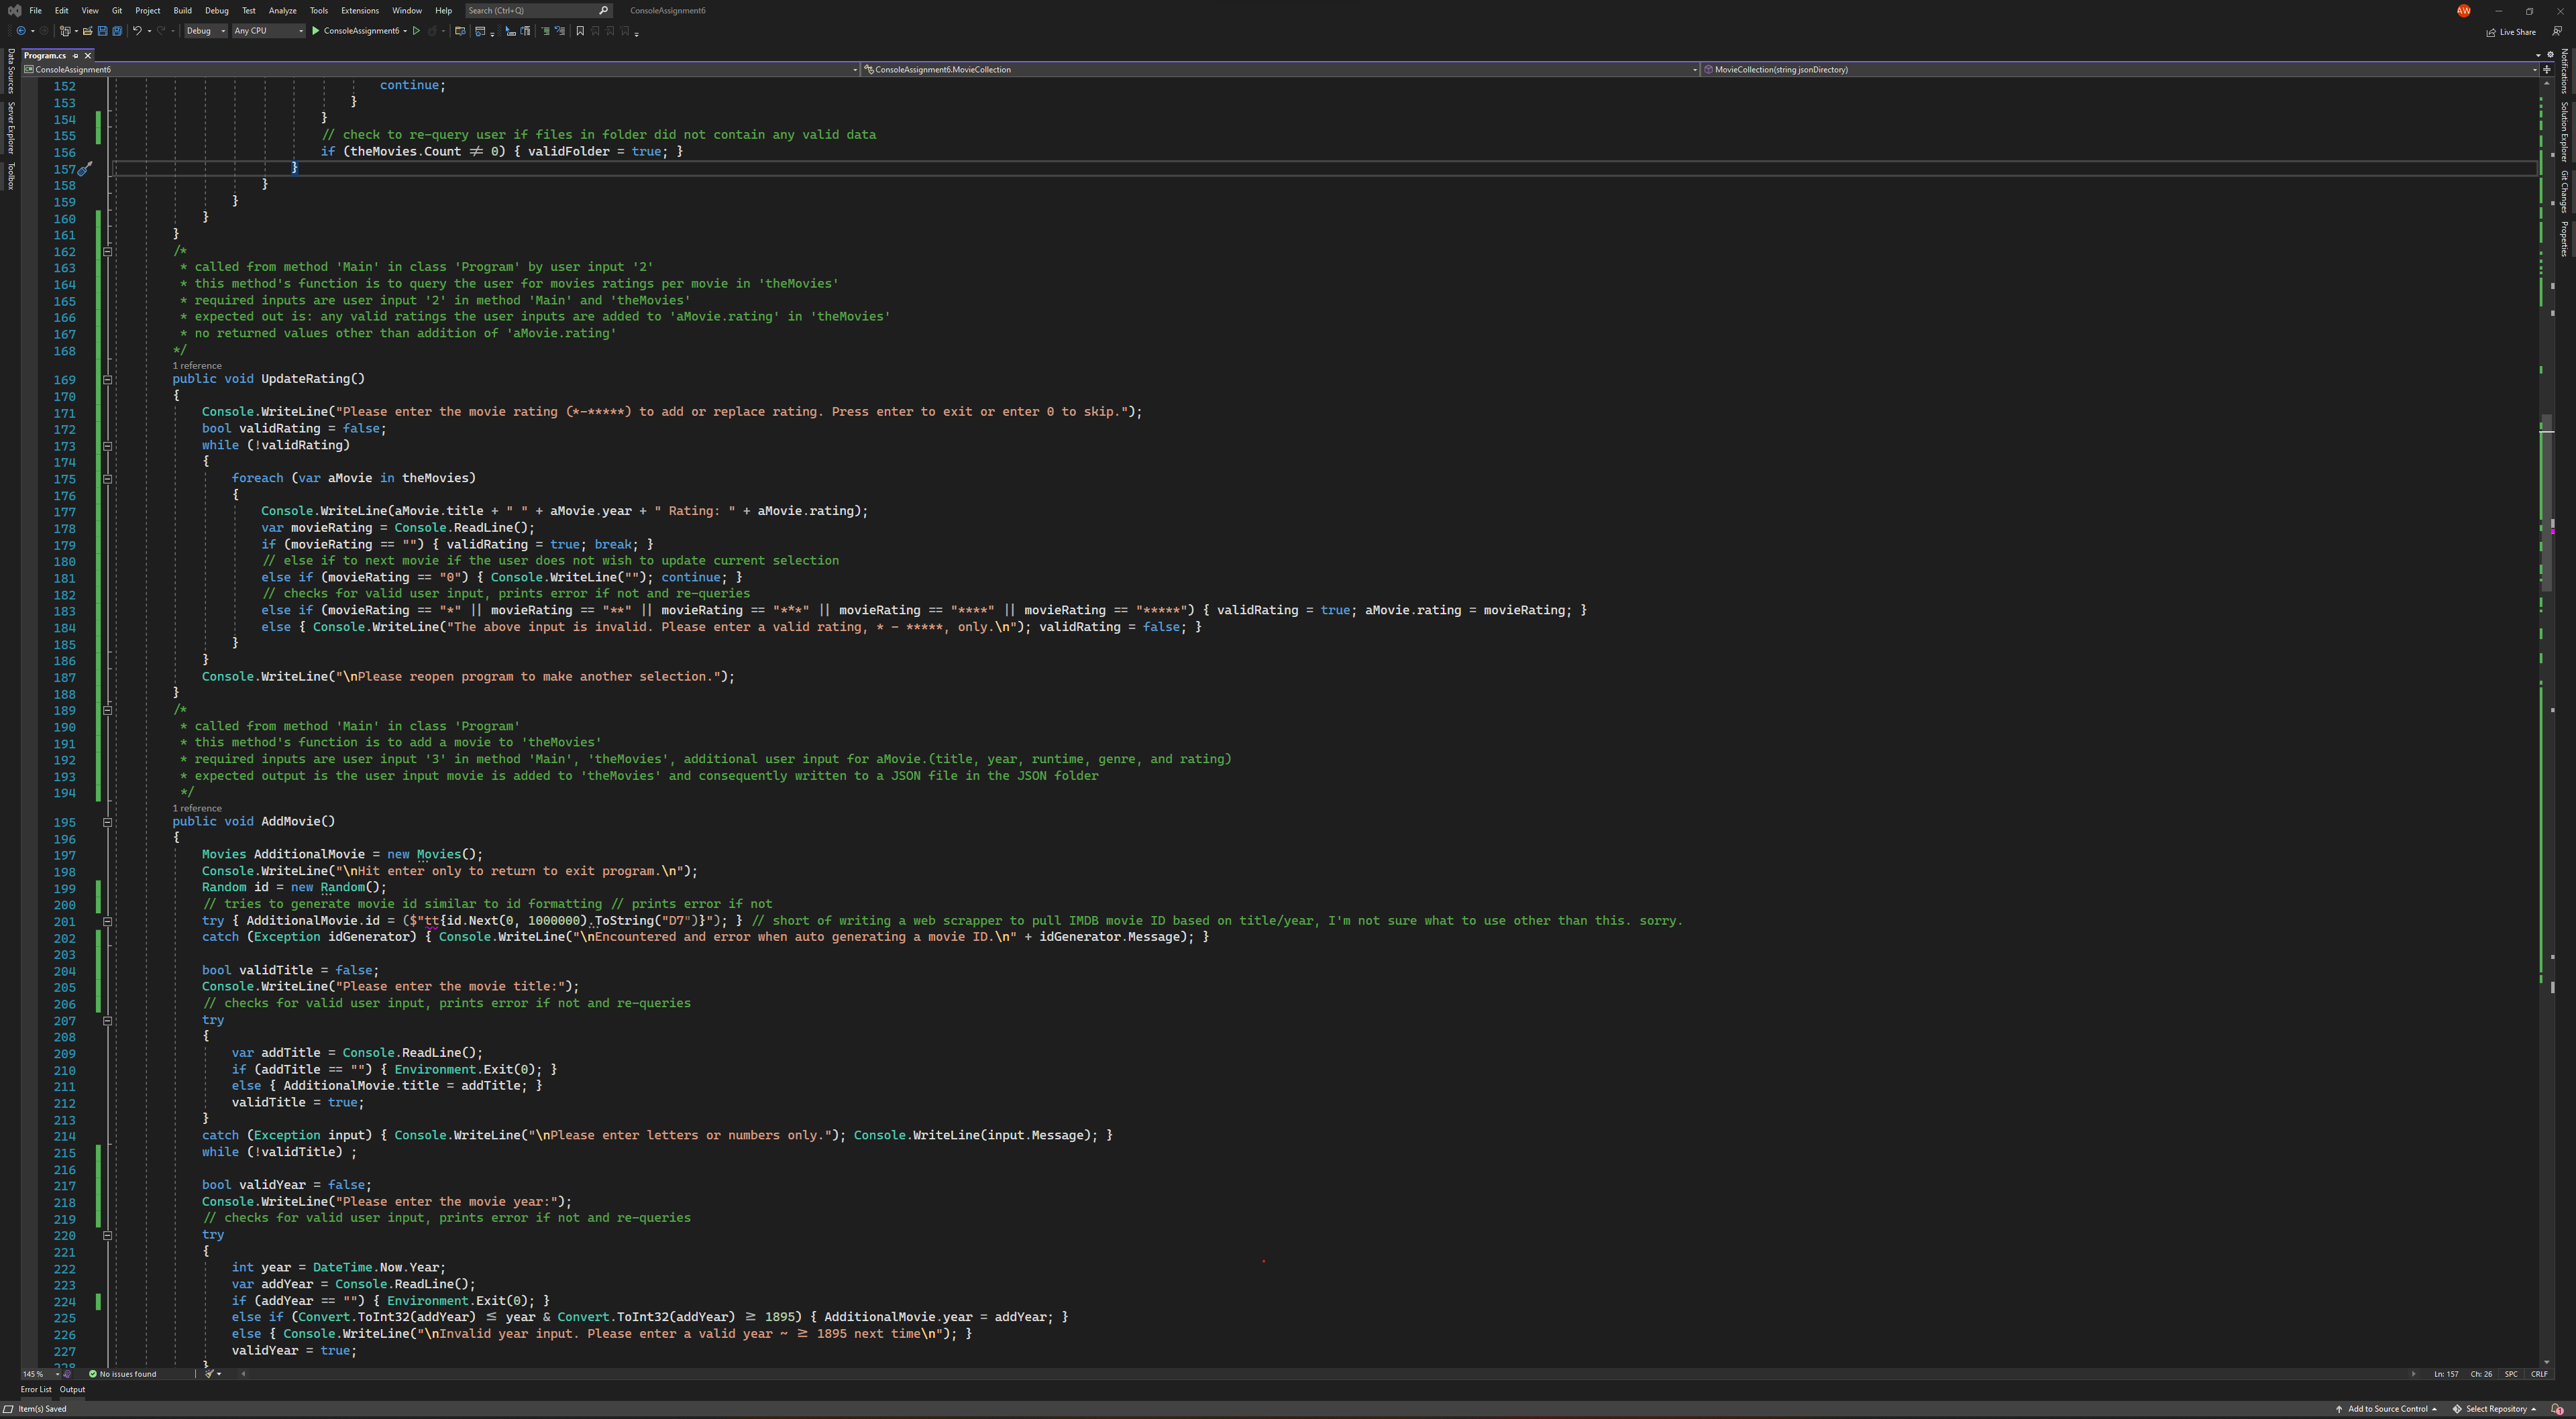 File Edit View Git Project Build Debug Test Analyze Tools Extensions Window Help Search (Ctrl+Q) ConsoleAssignment6 AW
Debug Any CPU ConsoleAssignment6 Live Share
Program.cs
ConsoleAssignment6 ConsoleAssignment6.MovieCollection MovieCollection(string jsonDirectory)
Data Sources
Server Explorer
Toolbox
Notifications
Solution Explorer
Git Changes
Properties
152 continue;
153 }
154 }
155 // check to re-query user if files in folder did not contain any valid data
156 if (theMovies.Count ≠ 0) { validFolder = true; }
157 }
158 }
159 }
160 }
161 }
162 /*
163 * called from method 'Main' in class 'Program' by user input '2'
164 * this method's function is to query the user for movies ratings per movie in 'theMovies'
165 * required inputs are user input '2' in method 'Main' and 'theMovies'
166 * expected out is: any valid ratings the user inputs are added to 'aMovie.rating' in 'theMovies'
167 * no returned values other than addition of 'aMovie.rating'
168 */
1 reference
169 public void UpdateRating()
170 {
171 Console.WriteLine("Please enter the movie rating (*-*****) to add or replace rating. Press enter to exit or enter 0 to skip.");
172 bool validRating = false;
173 while (!validRating)
174 {
175 foreach (var aMovie in theMovies)
176 {
177 Console.WriteLine(aMovie.title + " " + aMovie.year + " Rating: " + aMovie.rating);
178 var movieRating = Console.ReadLine();
179 if (movieRating == "") { validRating = true; break; }
180 // else if to next movie if the user does not wish to update current selection
181 else if (movieRating == "0") { Console.WriteLine(""); continue; }
182 // checks for valid user input, prints error if not and re-queries
183 else if (movieRating == "*" || movieRating == "**" || movieRating == "***" || movieRating == "****" || movieRating == "*****") { validRating = true; aMovie.rating = movieRating; }
184 else { Console.WriteLine("The above input is invalid. Please enter a valid rating, * - *****, only.\n"); validRating = false; }
185 }
186 }
187 Console.WriteLine("\nPlease reopen program to make another selection.");
188 }
189 /*
190 * called from method 'Main' in class 'Program'
191 * this method's function is to add a movie to 'theMovies'
192 * required inputs are user input '3' in method 'Main', 'theMovies', additional user input for aMovie.(title, year, runtime, genre, and rating)
193 * expected output is the user input movie is added to 'theMovies' and consequently written to a JSON file in the JSON folder
194 */
1 reference
195 public void AddMovie()
196 {
197 Movies AdditionalMovie = new Movies();
198 Console.WriteLine("\nHit enter only to return to exit program.\n");
199 Random id = new Random();
200 // tries to generate movie id similar to id formatting // prints error if not
201 try { AdditionalMovie.id = ($"tt{id.Next(0, 1000000).ToString("D7")}"); } // short of writing a web scrapper to pull IMDB movie ID based on title/year, I'm not sure what to use other than this. sorry.
202 catch (Exception idGenerator) { Console.WriteLine("\nEncountered and error when auto generating a movie ID.\n" + idGenerator.Message); }
203
204 bool validTitle = false;
205 Console.WriteLine("Please enter the movie title:");
206 // checks for valid user input, prints error if not and re-queries
207 try
208 {
209 var addTitle = Console.ReadLine();
210 if (addTitle == "") { Environment.Exit(0); }
211 else { AdditionalMovie.title = addTitle; }
212 validTitle = true;
213 }
214 catch (Exception input) { Console.WriteLine("\nPlease enter letters or numbers only."); Console.WriteLine(input.Message); }
215 while (!validTitle) ;
216
217 bool validYear = false;
218 Console.WriteLine("Please enter the movie year:");
219 // checks for valid user input, prints error if not and re-queries
220 try
221 {
222 int year = DateTime.Now.Year;
223 var addYear = Console.ReadLine();
224 if (addYear == "") { Environment.Exit(0); }
225 else if (Convert.ToInt32(addYear) ≤ year & Convert.ToInt32(addYear) ≥ 1895) { AdditionalMovie.year = addYear; }
226 else { Console.WriteLine("\nInvalid year input. Please enter a valid year ~ ≥ 1895 next time\n"); }
227 validYear = true;
228 }
145 % No issues found Ln: 157 Ch: 26 SPC CRLF
Error List Output
Item(s) Saved Add to Source Control Select Repository 1